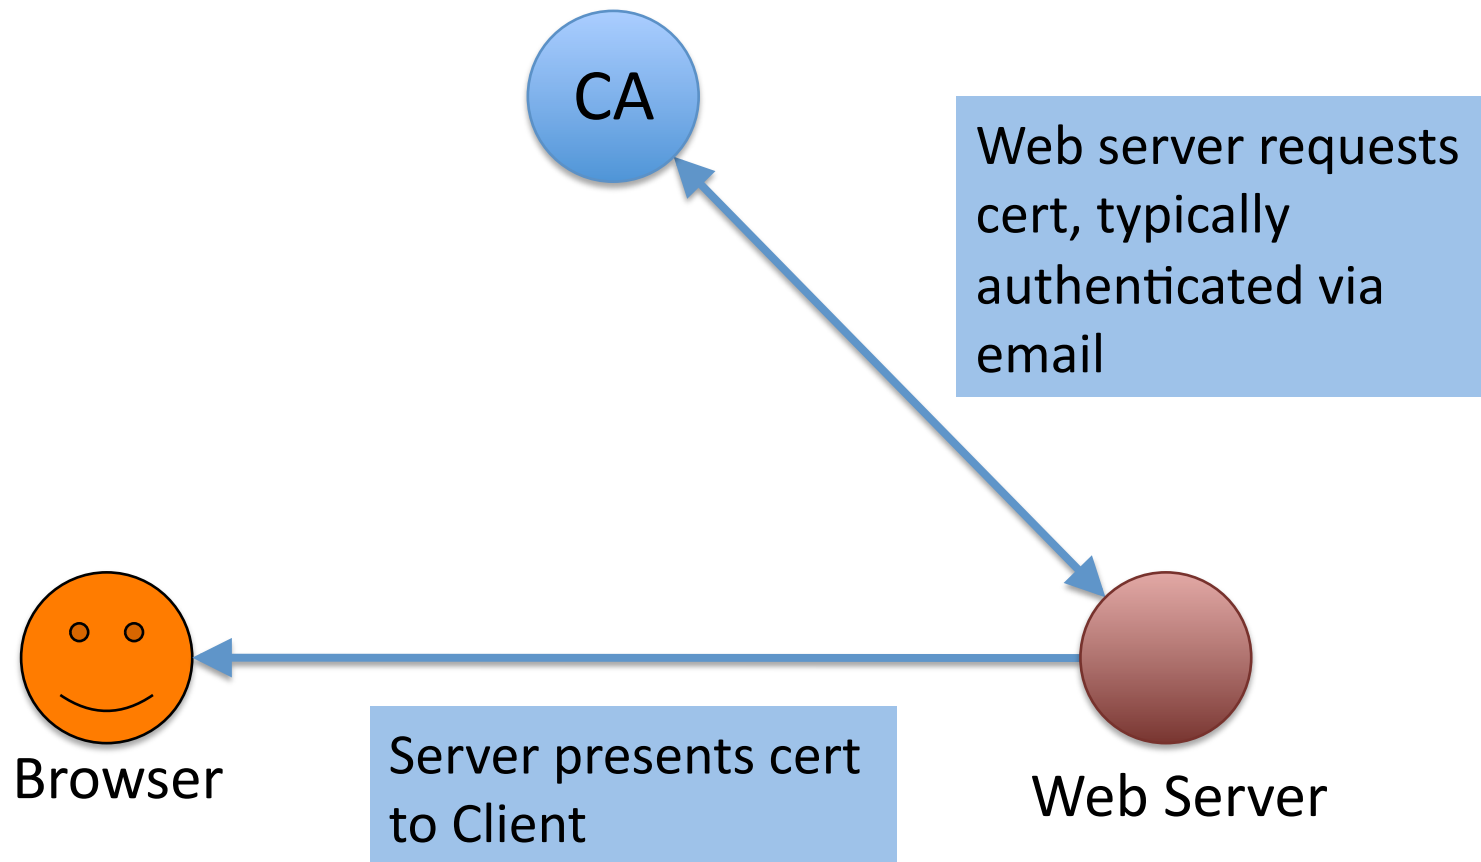 CA
Web server requests
cert, typically
authenticated via
email
Browser
Server presents cert
to Client
Web Server